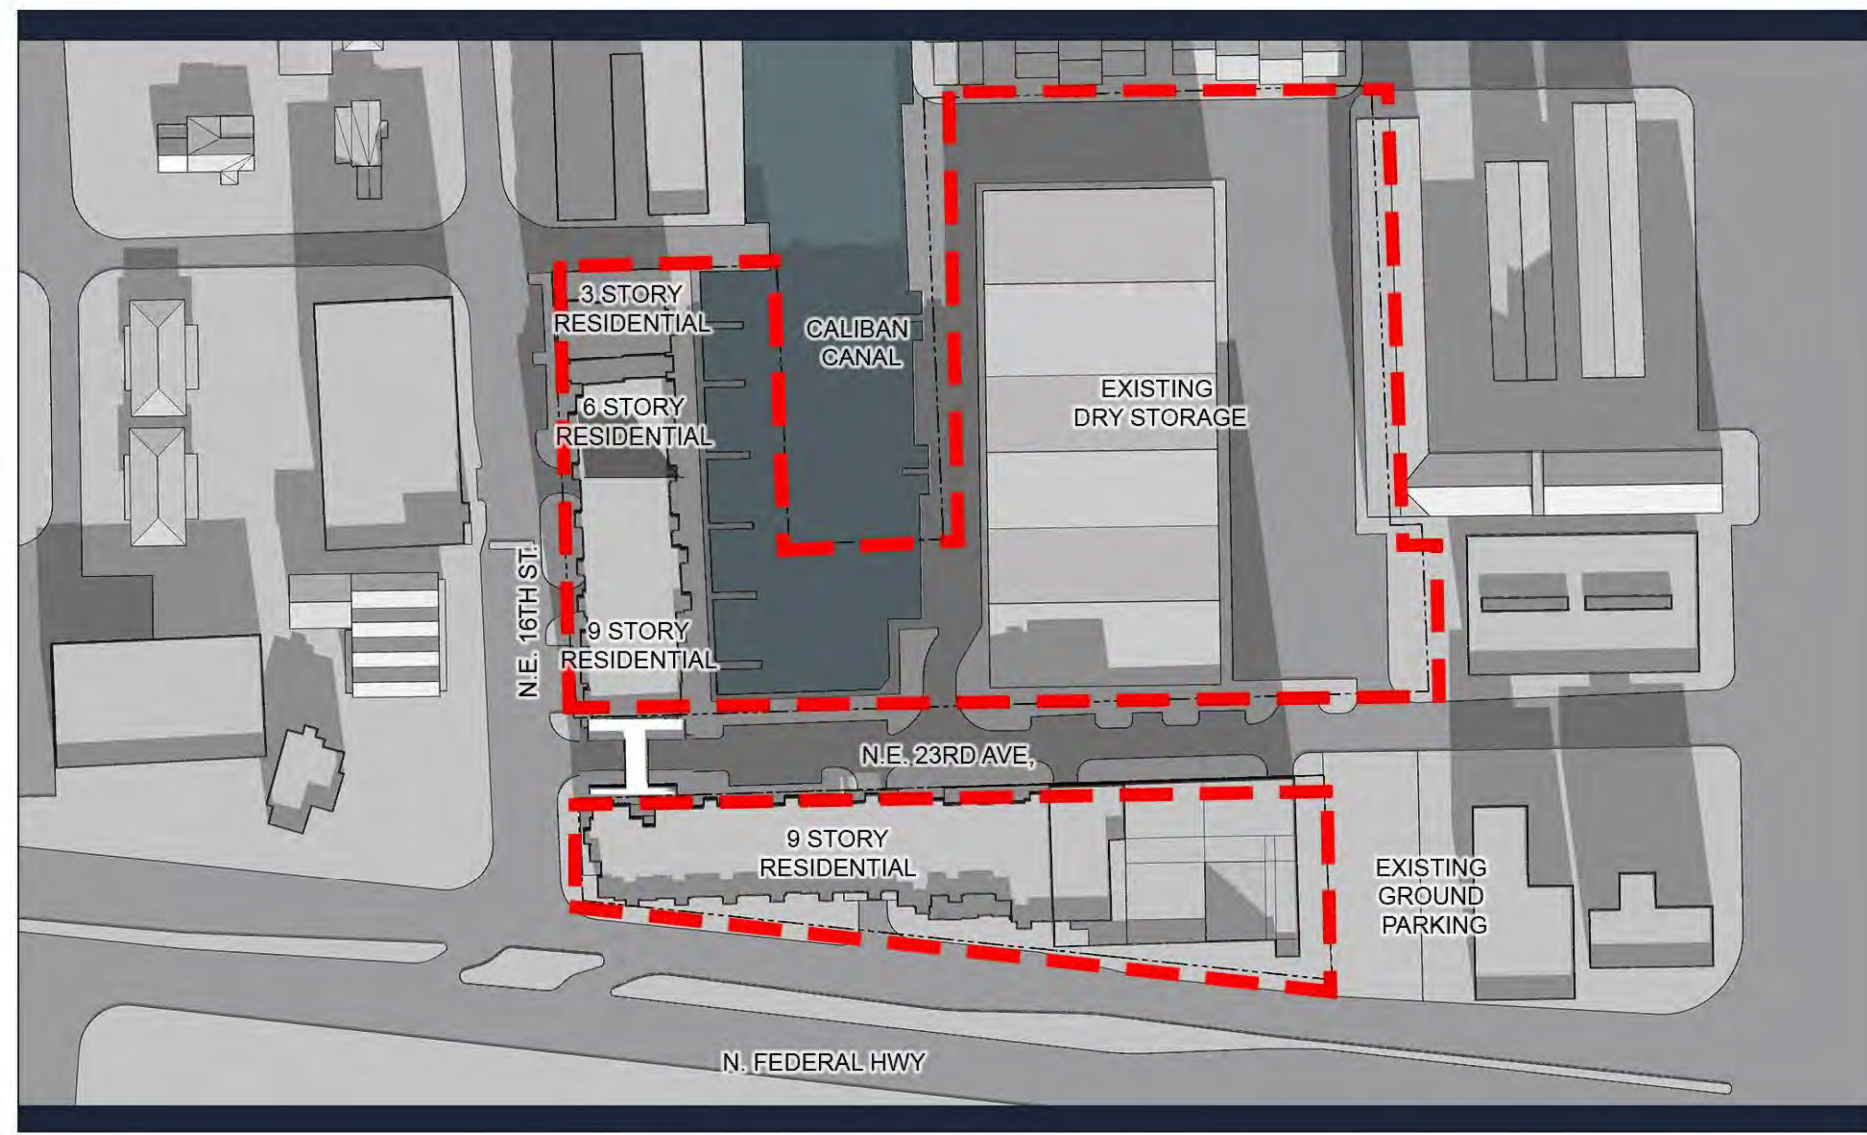 3 STORY
RESIDENTIAL
CALIBAN
CANAL
6 STORY
RESIDENTIAL
EXISTING
DRY STORAGE
N.E. 16TH ST.
9 STORY
RESIDENTIAL
N.E. 23RD AVE,
9 STORY
RESIDENTIAL
EXISTING
GROUND
PARKING
N. FEDERAL HWY